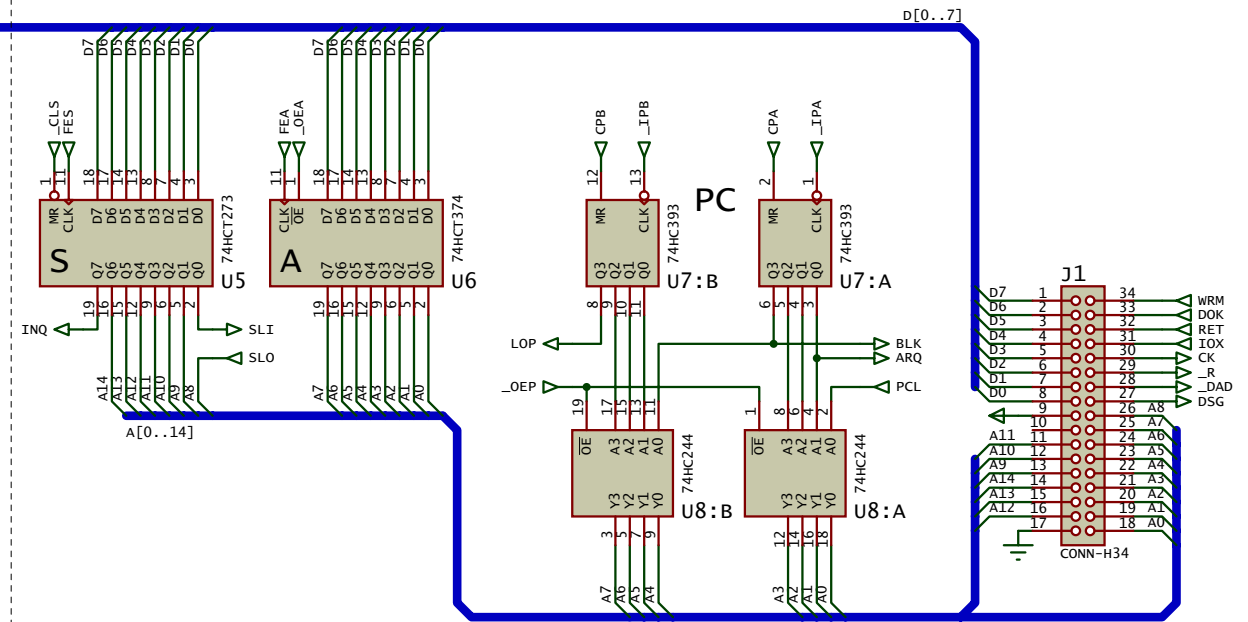 D[0..7]
D7 D6 D5 D4 D3 D2 D1 D0
D7 D6 D5 D4 D3 D2 D1 D0
_CLS FES
FEA _OEA
CPB _IPB
CPA _IPA
1 11 18 17 14 13 8 7 4 3
11 1 18 17 14 13 8 7 4 3
12 13
2 1
MR CLK D7 D6 D5 D4 D3 D2 D1 D0
CLK OE D7 D6 D5 D4 D3 D2 D1 D0
MR CLK
MR CLK
PC
S
A
74HCT273
74HCT374
74HC393
74HC393
Q7 Q6 Q5 Q4 Q3 Q2 Q1 Q0
Q7 Q6 Q5 Q4 Q3 Q2 Q1 Q0
Q3 Q2 Q1 Q0
Q3 Q2 Q1 Q0
U5
U6
U7:B
U7:A
19 16 15 12 9 6 5 2
19 16 15 12 9 6 5 2
8 9 10 11
6 5 4 3
INQ
SLI
SLO
LOP
BLK
ARQ
_OEP
PCL
A14 A13 A12 A11 A10 A9 A8
A7 A6 A5 A4 A3 A2 A1 A0
A[0..14]
19 17 15 13 11
1 8 6 4 2
OE A3 A2 A1 A0
OE A3 A2 A1 A0
74HC244
74HC244
Y3 Y2 Y1 Y0
Y3 Y2 Y1 Y0
U8:B
U8:A
3 5 7 9
12 14 16 18
A7 A6 A5 A4
A3 A2 A1 A0
J1
D7 1 34 WRM
D6 2 33 DOK
D5 3 32 RET
D4 4 31 IOX
D3 5 30 CK
D2 6 29 _R
D1 7 28 _DAD
D0 8 27 DSG
9 26 A8
10 25 A7
A11 11 24 A6
A10 12 23 A5
A9 13 22 A4
A14 14 21 A3
A13 15 20 A2
A12 16 19 A1
17 18 A0
CONN-H34